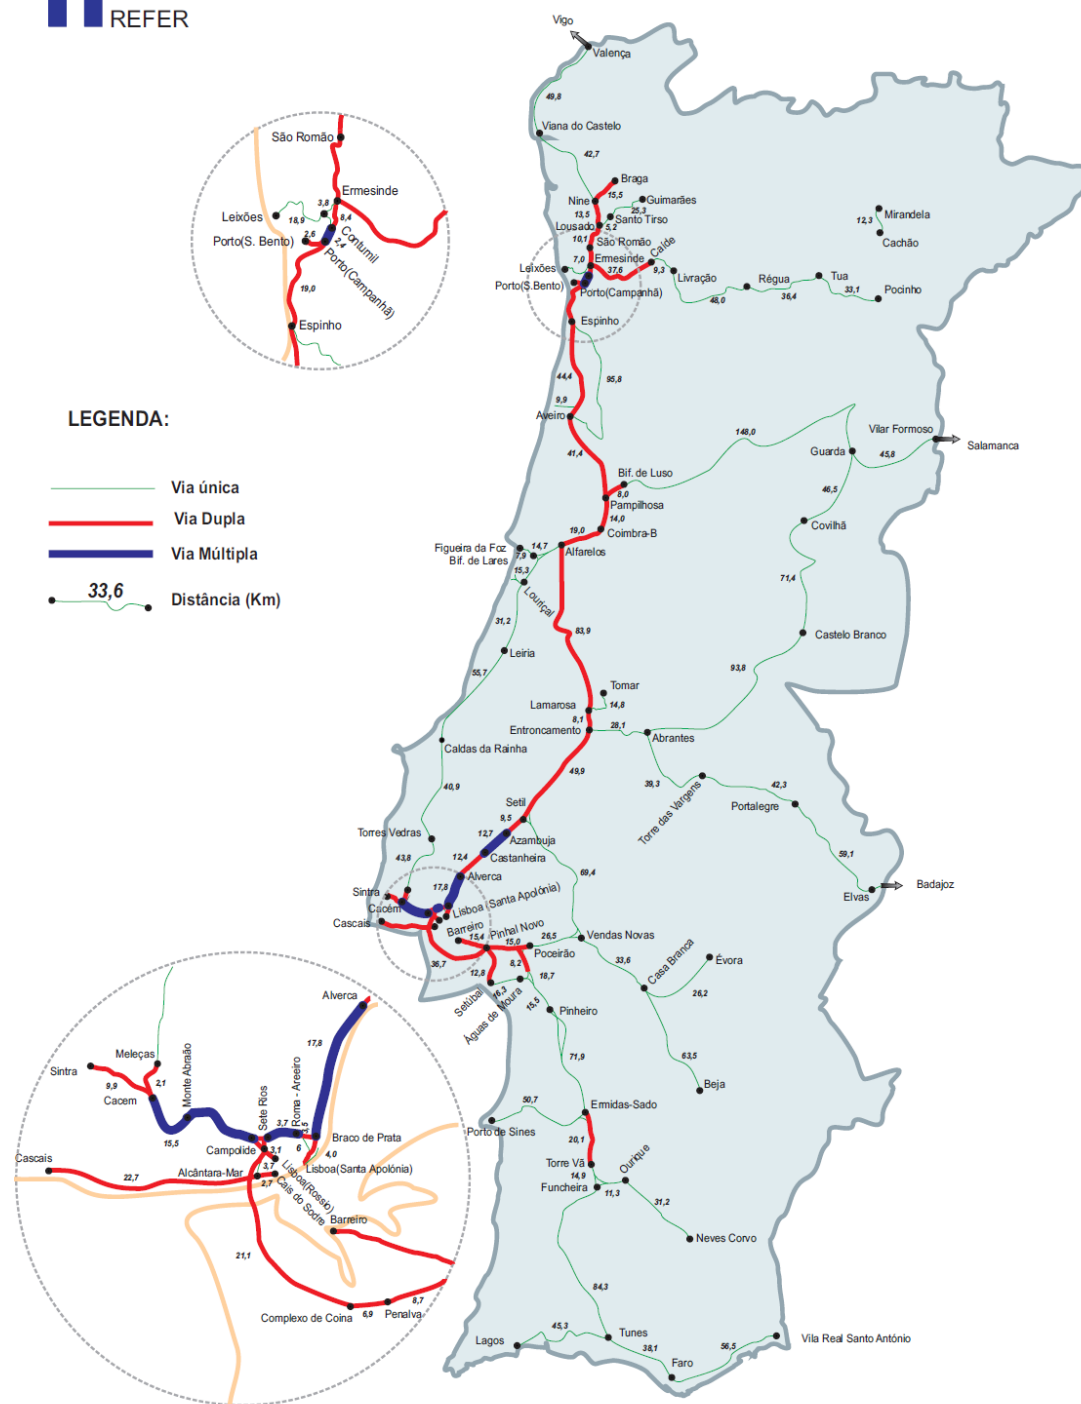 REFER
Vigo
Valença
49,8
Viana do Castelo
42,7
Braga
15,5
Nine
Guimarães
25,3
13,5
Santo Tirso
Lousado
5,2
10,1
São Romão
Caíde
7,0
Ermesinde
Leixões
37,6
9,3
Livração
Porto(S.Bento)
Porto(Campanhã)
48,0
Régua
36,4
Tua
33,1
Pocinho
Mirandela
12,3
Cachão
Espinho
44,4
95,8
9,9
Aveiro
41,4
148,0
Vilar Formoso
Salamanca
Guarda
45,8
Bif. de Luso
8,0
Pampilhosa
46,5
14,0
Covilhã
19,0
Coimbra-B
Figueira da Foz
14,7
Alfarelos
7,9
Bif. de Lares
15,3
Louriçal
71,4
31,2
83,9
Castelo Branco
Leiria
55,7
93,8
Tomar
Lamarosa
14,8
8,1
Entroncamento
28,1
Abrantes
Caldas da Rainha
49,9
39,3
Torre das Vargens
42,3
Portalegre
40,9
Setil
9,5
Torres Vedras
12,7
Azambuja
Castanheira
59,1
43,8
12,4
Alverca
Sintra
17,8
Elvas
Badajoz
Cacém
Lisboa (Santa Apolónia)
69,4
Cascais
Barreiro
Pinhal Novo
15,4
15,0
26,5
Vendas Novas
Poceirão
36,7
8,2
33,6
Casa Branca
Évora
12,8
18,7
26,2
Setúbal
16,3
Águas de Moura
15,5
Pinheiro
71,9
63,5
Beja
50,7
Ermidas-Sado
Porto de Sines
20,1
Torre Vã
Ourique
14,9
Funcheira
11,3
31,2
Neves Corvo
84,3
45,3
Lagos
Tunes
38,1
Faro
56,5
Vila Real Santo António
São Romão
Ermesinde
3,8
Leixões
18,9
8,4
Contumil
2,6
Porto(S. Bento)
2,4
Porto(Campanhã)
19,0
Espinho
LEGENDA:
Via única
Via Dupla
Via Múltipla
33,6
Distância (Km)
Alverca
17,8
Meleças
Sintra
9,9
2,1
Cacem
Monte Abraão
15,5
Sete Rios
3,7
Roma - Areeiro
Braco de Prata
Campolide
3,1
6
4,0
Cascais
22,7
Alcântara-Mar
3,7
2,7
Lisboa(Rossio)
Lisboa(Santa Apolónia)
Cais do Sodre
Barreiro
21,1
Complexo de Coina
6,9
Penalva
8,7